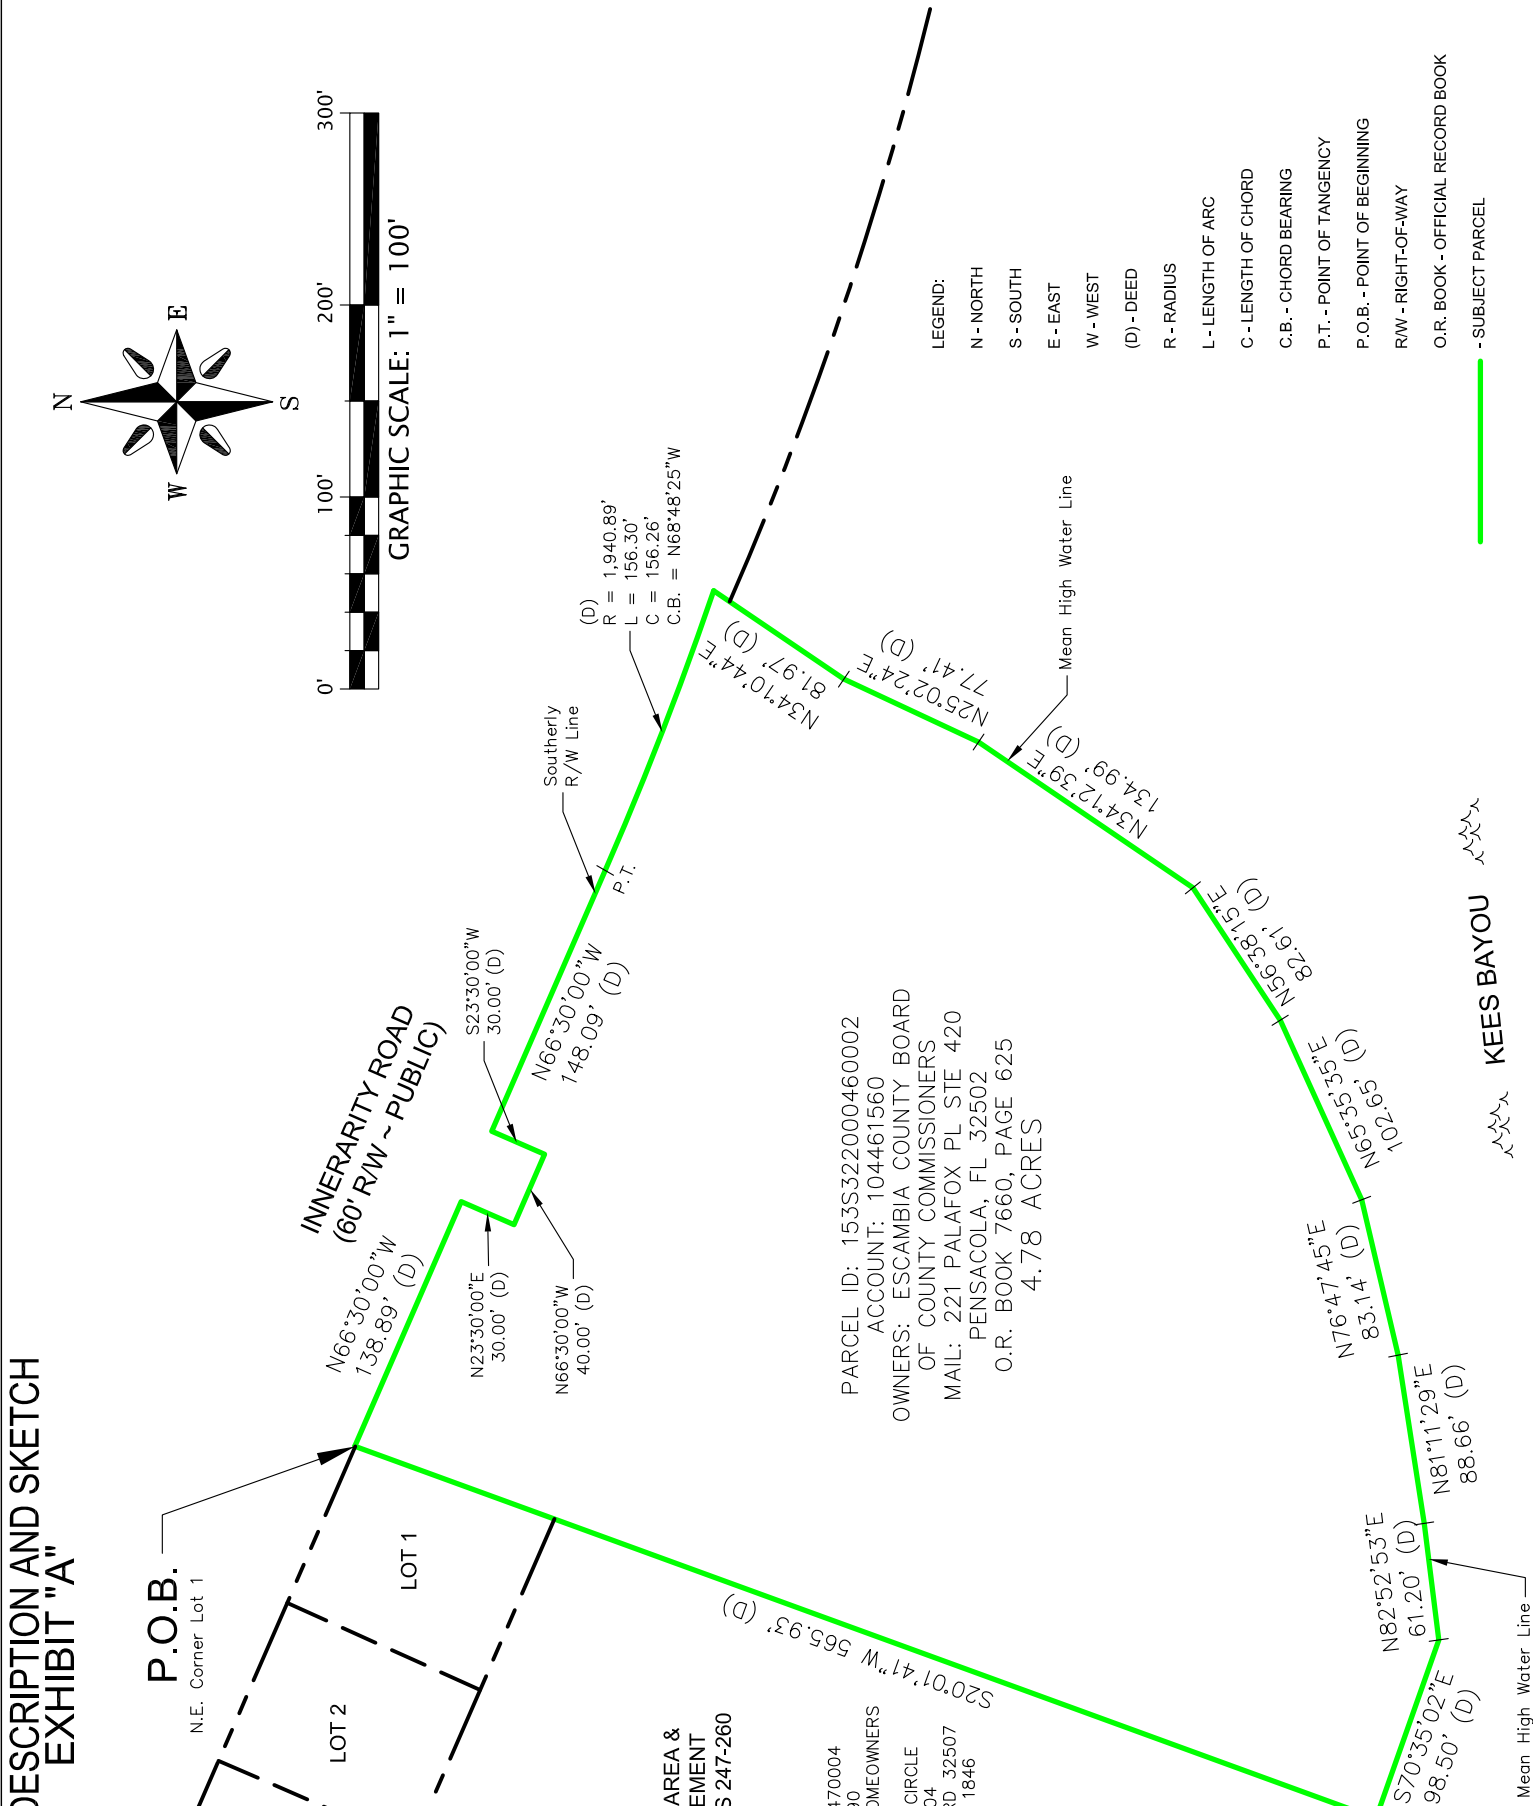 DESCRIPTION AND SKETCH
EXHIBIT "A"
P.O.B.
N.E. Corner Lot 1
LOT 1
LOT 2
N
E
S
W
0'
100'
200'
300'
GRAPHIC SCALE: 1" = 100'
INNERARITY ROAD
(60' R/W ~ PUBLIC)
N66°30'00"W
138.89' (D)
N23°30'00"E
30.00' (D)
N66°30'00"W
40.00' (D)
S23°30'00"W
30.00' (D)
N66°30'00"W
148.09' (D)
P.T.
Southerly
R/W Line
(D)
R = 1,940.89'
L = 156.30'
C = 156.26'
C.B. = N68°48'25"W
N34°10'44"E
81.97' (D)
N25°02'24"E
77.41' (D)
Mean High Water Line
N34°12'39"E
134.99' (D)
N56°38'15"E
82.61' (D)
N65°35'35"E
102.65' (D)
N76°47'45"E
83.14' (D)
N81°11'29"E
88.66' (D)
N82°52'53"E
61.20' (D)
S70°35'02"E
98.50' (D)
Mean High Water Line
S20°01'41"W 565.93' (D)
PARCEL ID: 153S322000460002
ACCOUNT: 104461560
OWNERS: ESCAMBIA COUNTY BOARD
OF COUNTY COMMISSIONERS
MAIL: 221 PALAFOX PL STE 420
PENSACOLA, FL 32502
O.R. BOOK 7660, PAGE 625
4.78 ACRES
AREA &
EMENT
S 247-260
470004
90
OMEOWNERS
CIRCLE
04
RD 32507
1846
KEES BAYOU
LEGEND:
N - NORTH
S - SOUTH
E - EAST
W - WEST
(D) - DEED
R - RADIUS
L - LENGTH OF ARC
C - LENGTH OF CHORD
C.B. - CHORD BEARING
P.T. - POINT OF TANGENCY
P.O.B. - POINT OF BEGINNING
R/W - RIGHT-OF-WAY
O.R. BOOK - OFFICIAL RECORD BOOK
- SUBJECT PARCEL